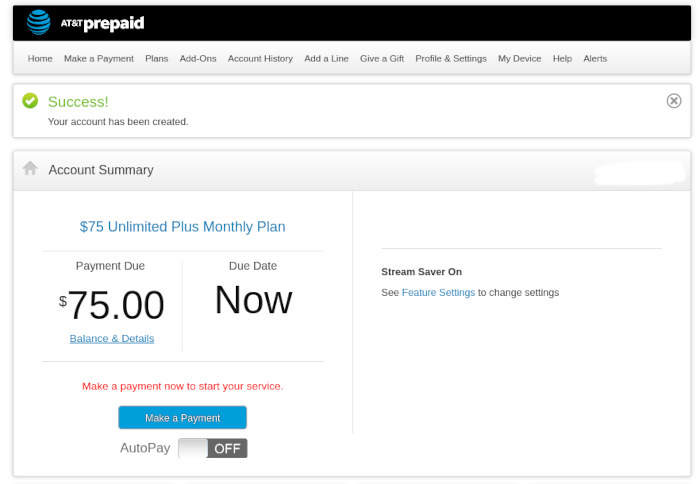 AT&T prepaid
Home Make a Payment Plans Add-Ons Account History Add a Line Give a Gift Profile & Settings My Device Help Alerts
Success!
Your account has been created.
Account Summary
$75 Unlimited Plus Monthly Plan
Payment Due
Due Date
$75.00
Now
Balance & Details
Make a payment now to start your service.
Make a Payment
AutoPay OFF
Stream Saver On
See Feature Settings to change settings